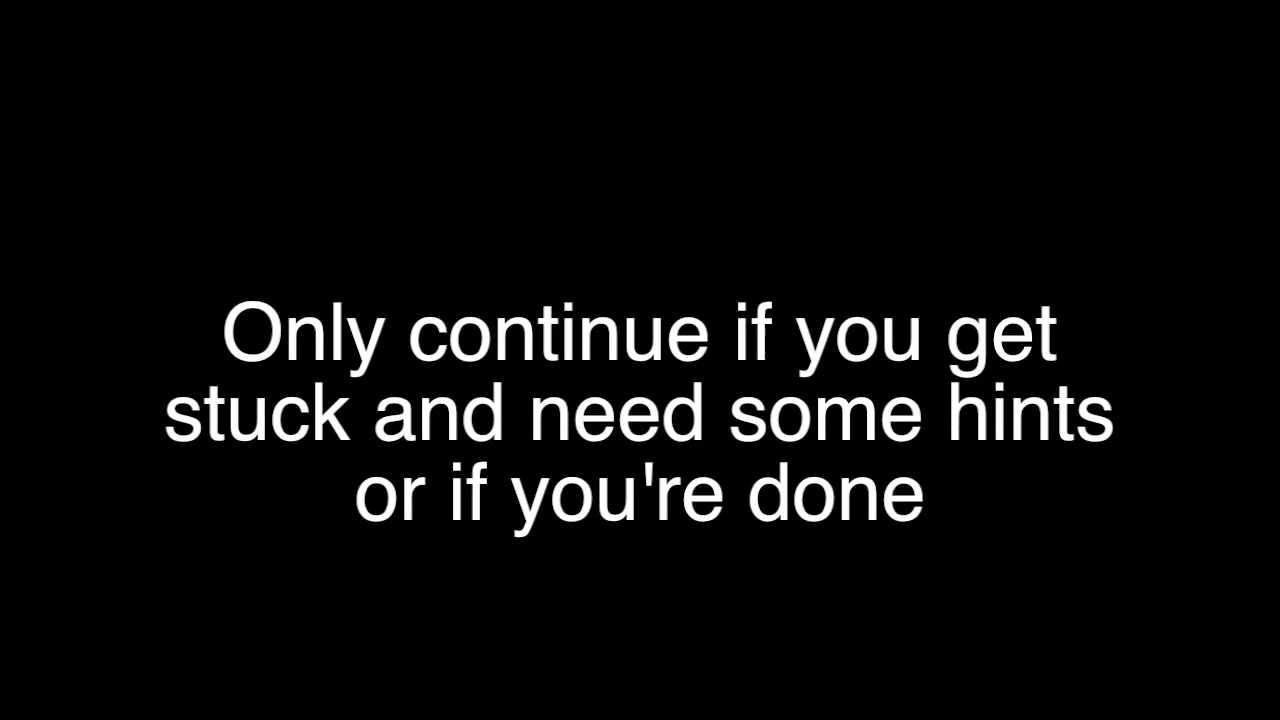 Only continue if you get
stuck and need some hints
or if you're done